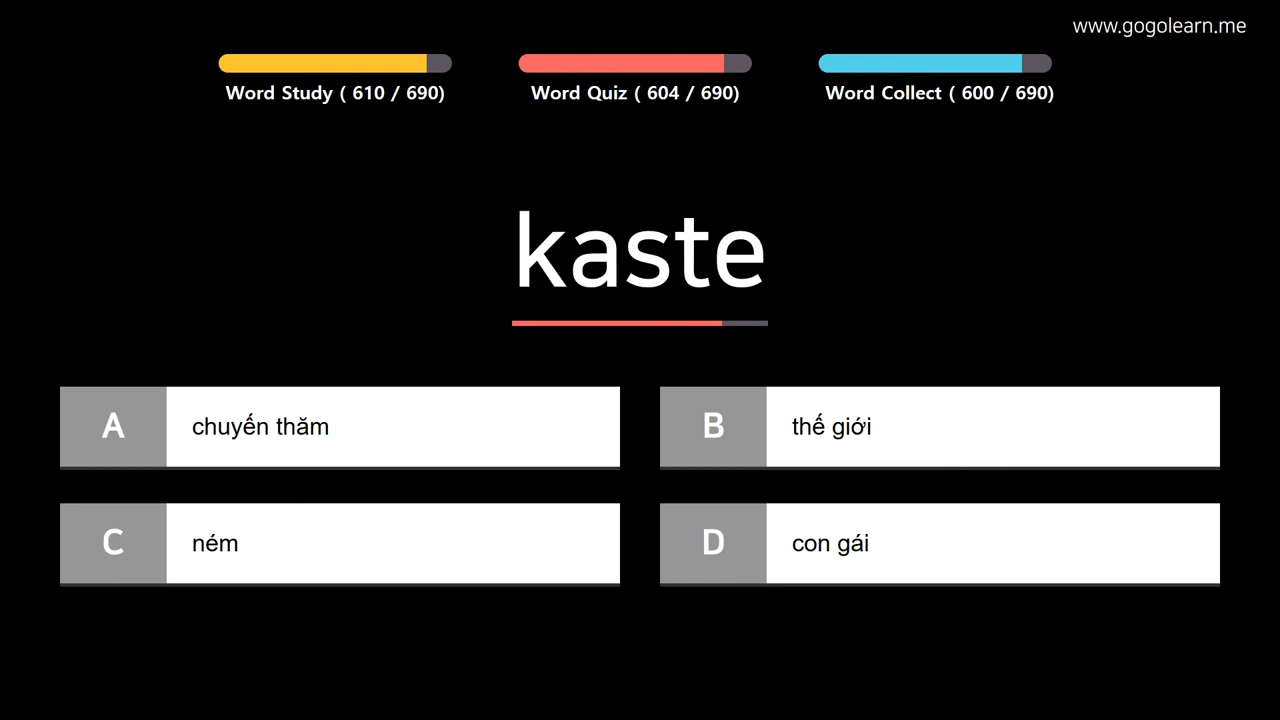 www.gogolearn.me
Word Study ( 610 / 690)
Word Quiz ( 604 / 690)
Word Collect ( 600 / 690)
kaste
A chuyến thăm
B thế giới
C ném
D con gái